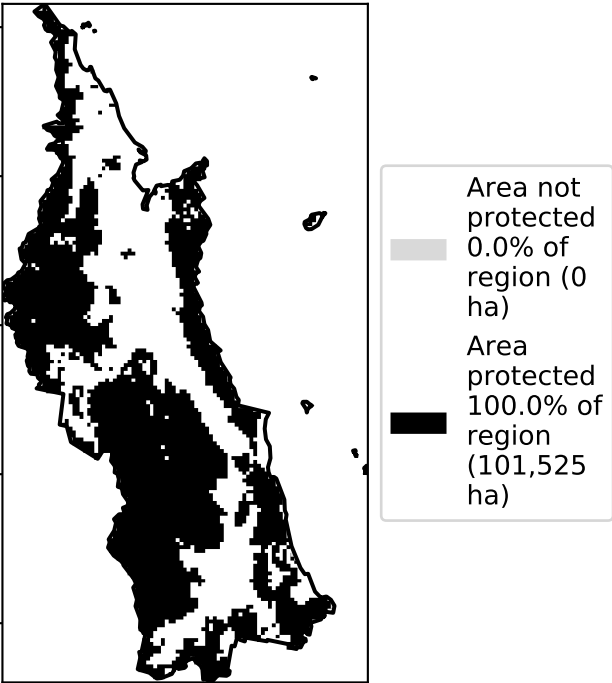 Area not
protected
0.0% of
region (0
ha)
Area
protected
100.0% of
region
(101,525
ha)